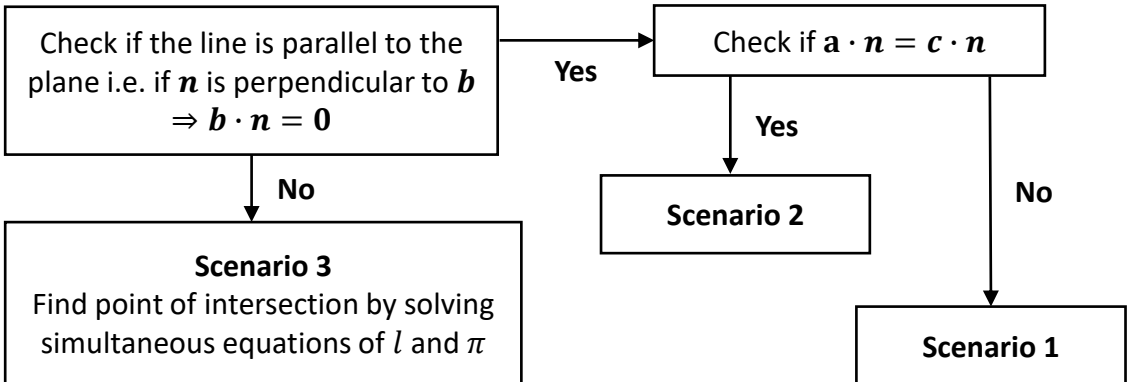 Check if the line is parallel to the
plane i.e. if 𝒏 is perpendicular to 𝒃
⇒ 𝒃 ⋅ 𝒏 = 𝟎
Yes
Check if 𝐚 ⋅ 𝒏 = 𝒄 ⋅ 𝒏
Yes
No
No
Scenario 2
Scenario 3
Find point of intersection by solving
simultaneous equations of 𝑙 and 𝜋
Scenario 1